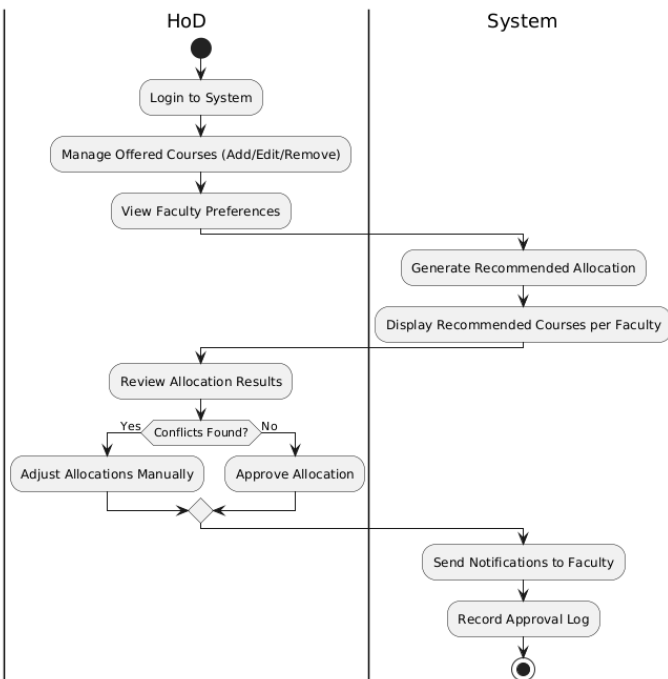 HoD
System
Login to System
Manage Offered Courses (Add/Edit/Remove)
View Faculty Preferences
Generate Recommended Allocation
Display Recommended Courses per Faculty
Review Allocation Results
Yes
Conflicts Found?
No
Adjust Allocations Manually
Approve Allocation
Send Notifications to Faculty
Record Approval Log